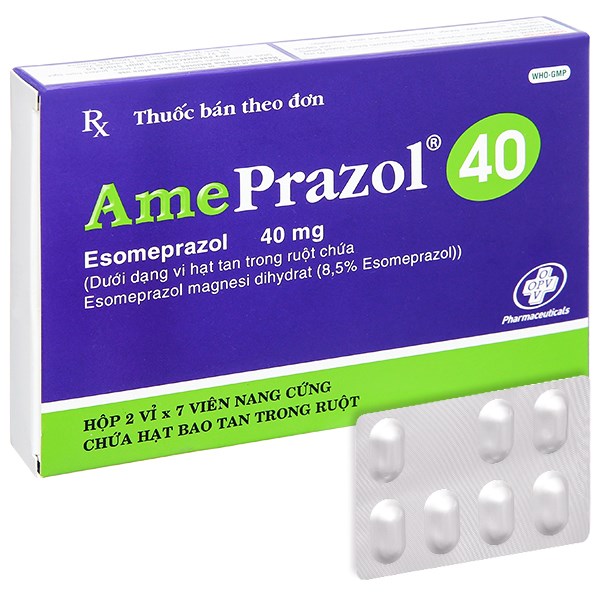 WHO-GMP
Rx Thuốc bán theo đơn
AmePrazol® 40
Esomeprazol 40 mg
(Dưới dạng vi hạt tan trong ruột chứa
Esomeprazol magnesi dihydrat (8,5% Esomeprazol))
O
OPV
V
Pharmaceuticals
HỘP 2 VỈ x 7 VIÊN NANG CỨNG
CHỨA HẠT BAO TAN TRONG RUỘT